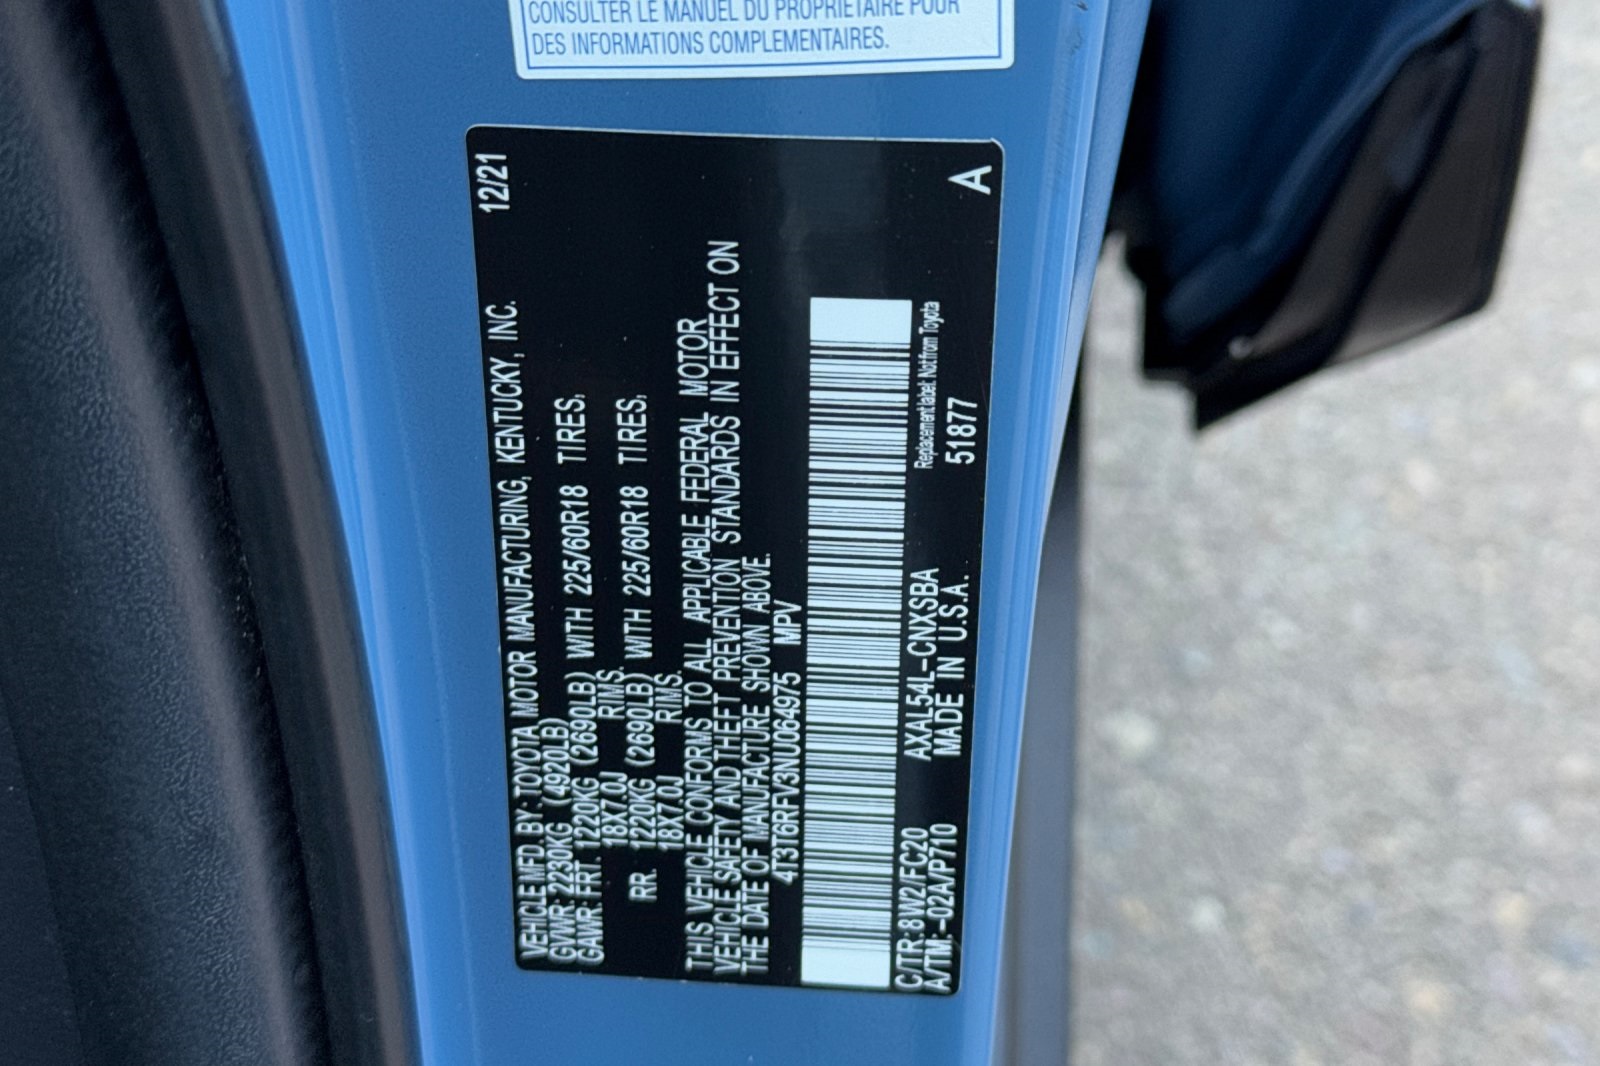 CONSULTER LE MANUEL DU PROPRIETAIRE POUR
DES INFORMATIONS COMPLEMENTAIRES.
12/21
VEHICLE MFD. BY: TOYOTA MOTOR MANUFACTURING, KENTUCKY, INC.
GVWR: 2230KG (4920LB)
GAWR: FRT. 1220KG (2690LB) WITH 225/60R18 TIRES,
18X7.0J RIMS.
RR. 1220KG (2690LB) WITH 225/60R18 TIRES,
18X7.0J RIMS.
THIS VEHICLE CONFORMS TO ALL APPLICABLE FEDERAL MOTOR
VEHICLE SAFETY AND THEFT PREVENTION STANDARDS IN EFFECT ON
THE DATE OF MANUFACTURE SHOWN ABOVE.
4T3T6RFV3NU064975 MPV
C/TR:8W2/FC20 AXAL54L-CNXSBA Replacement label: Not from Toyota
A/TM:-02A/P710 MADE IN U.S.A. 51877 A